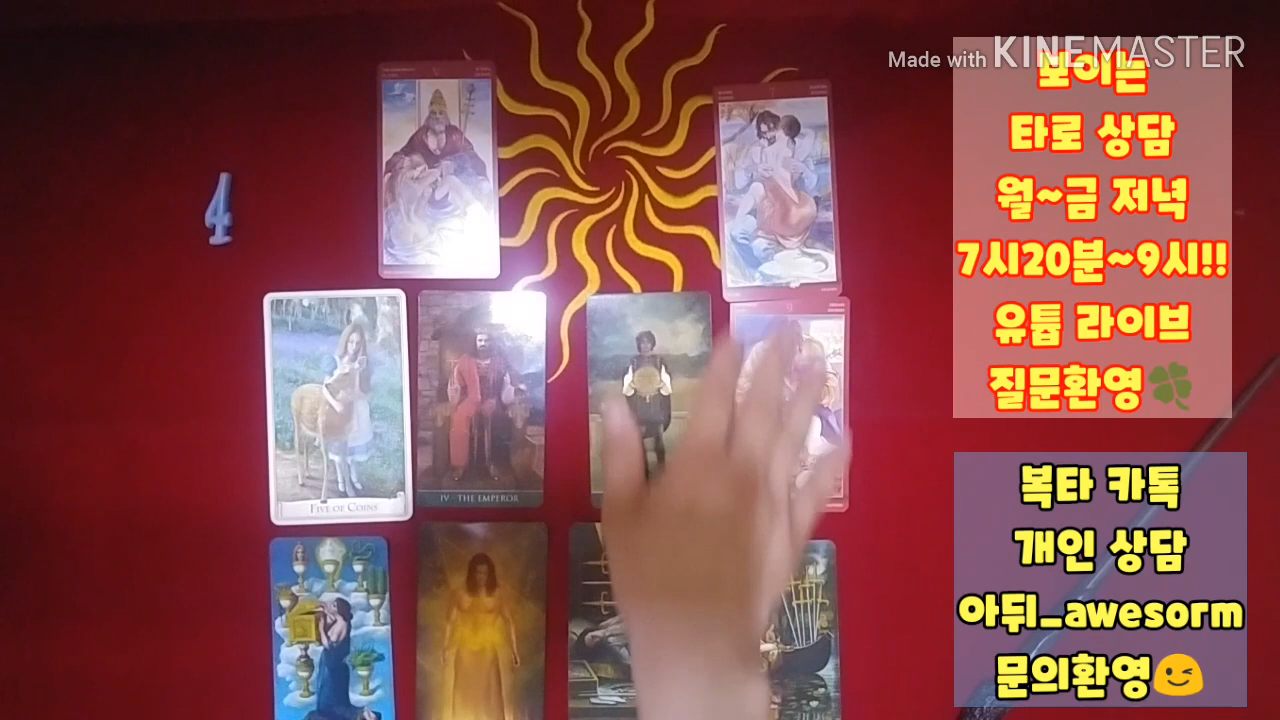 Made with KINEMASTER
보이는
타로 상담
월~금 저녁
7시20분~9시!!
유튭 라이브
질문환영🍀
복타 카톡
개인 상담
아뒤_awesorm
문의환영😉
4
FIVE OF COINS
IV - THE EMPEROR